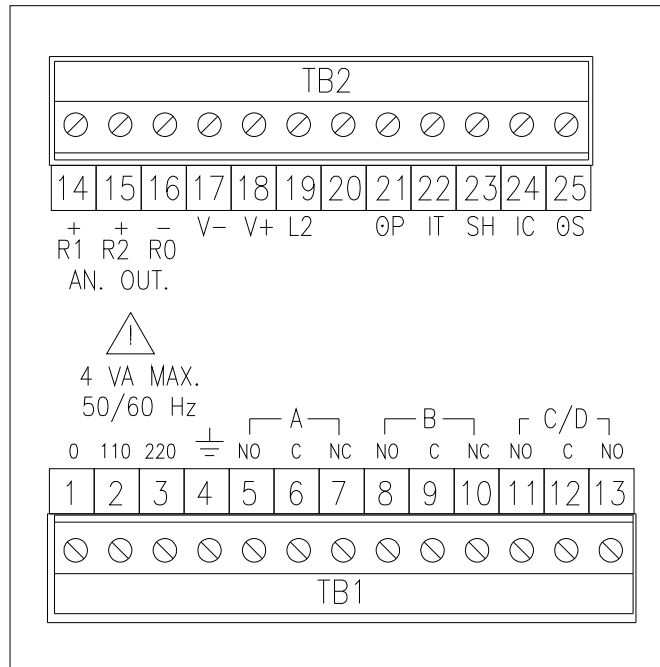 TB2
14 15 16 17 18 19 20 21 22 23 24 25
+ + − V− V+ L2 ʘP IT SH IC ʘS
R1 R2 R0
AN. OUT.
!
4 VA MAX.
50/60 Hz
A B C/D
0 110 220 NO C NC NO C NC NO C NO
1 2 3 4 5 6 7 8 9 10 11 12 13
TB1